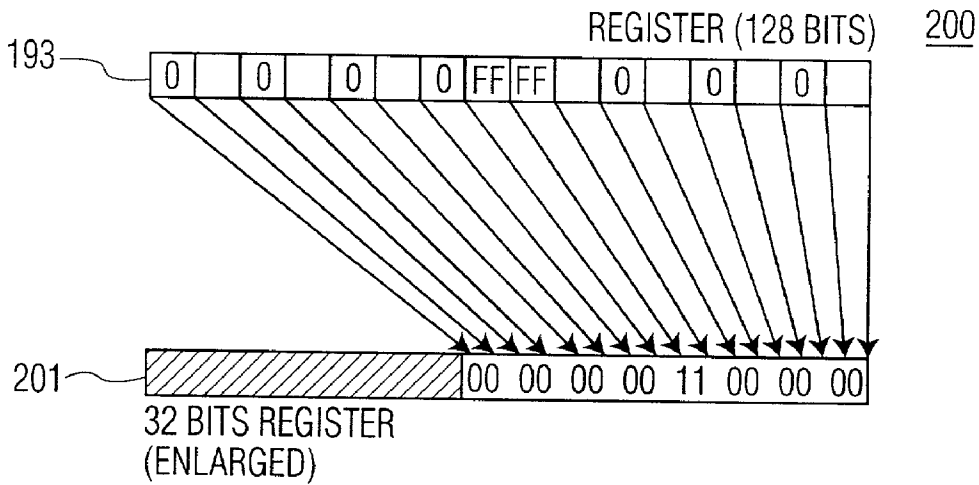 REGISTER (128 BITS) 200
193 0 0 0 0 FF FF 0 0 0
201 00 00 00 00 11 00 00 00
32 BITS REGISTER
(ENLARGED)